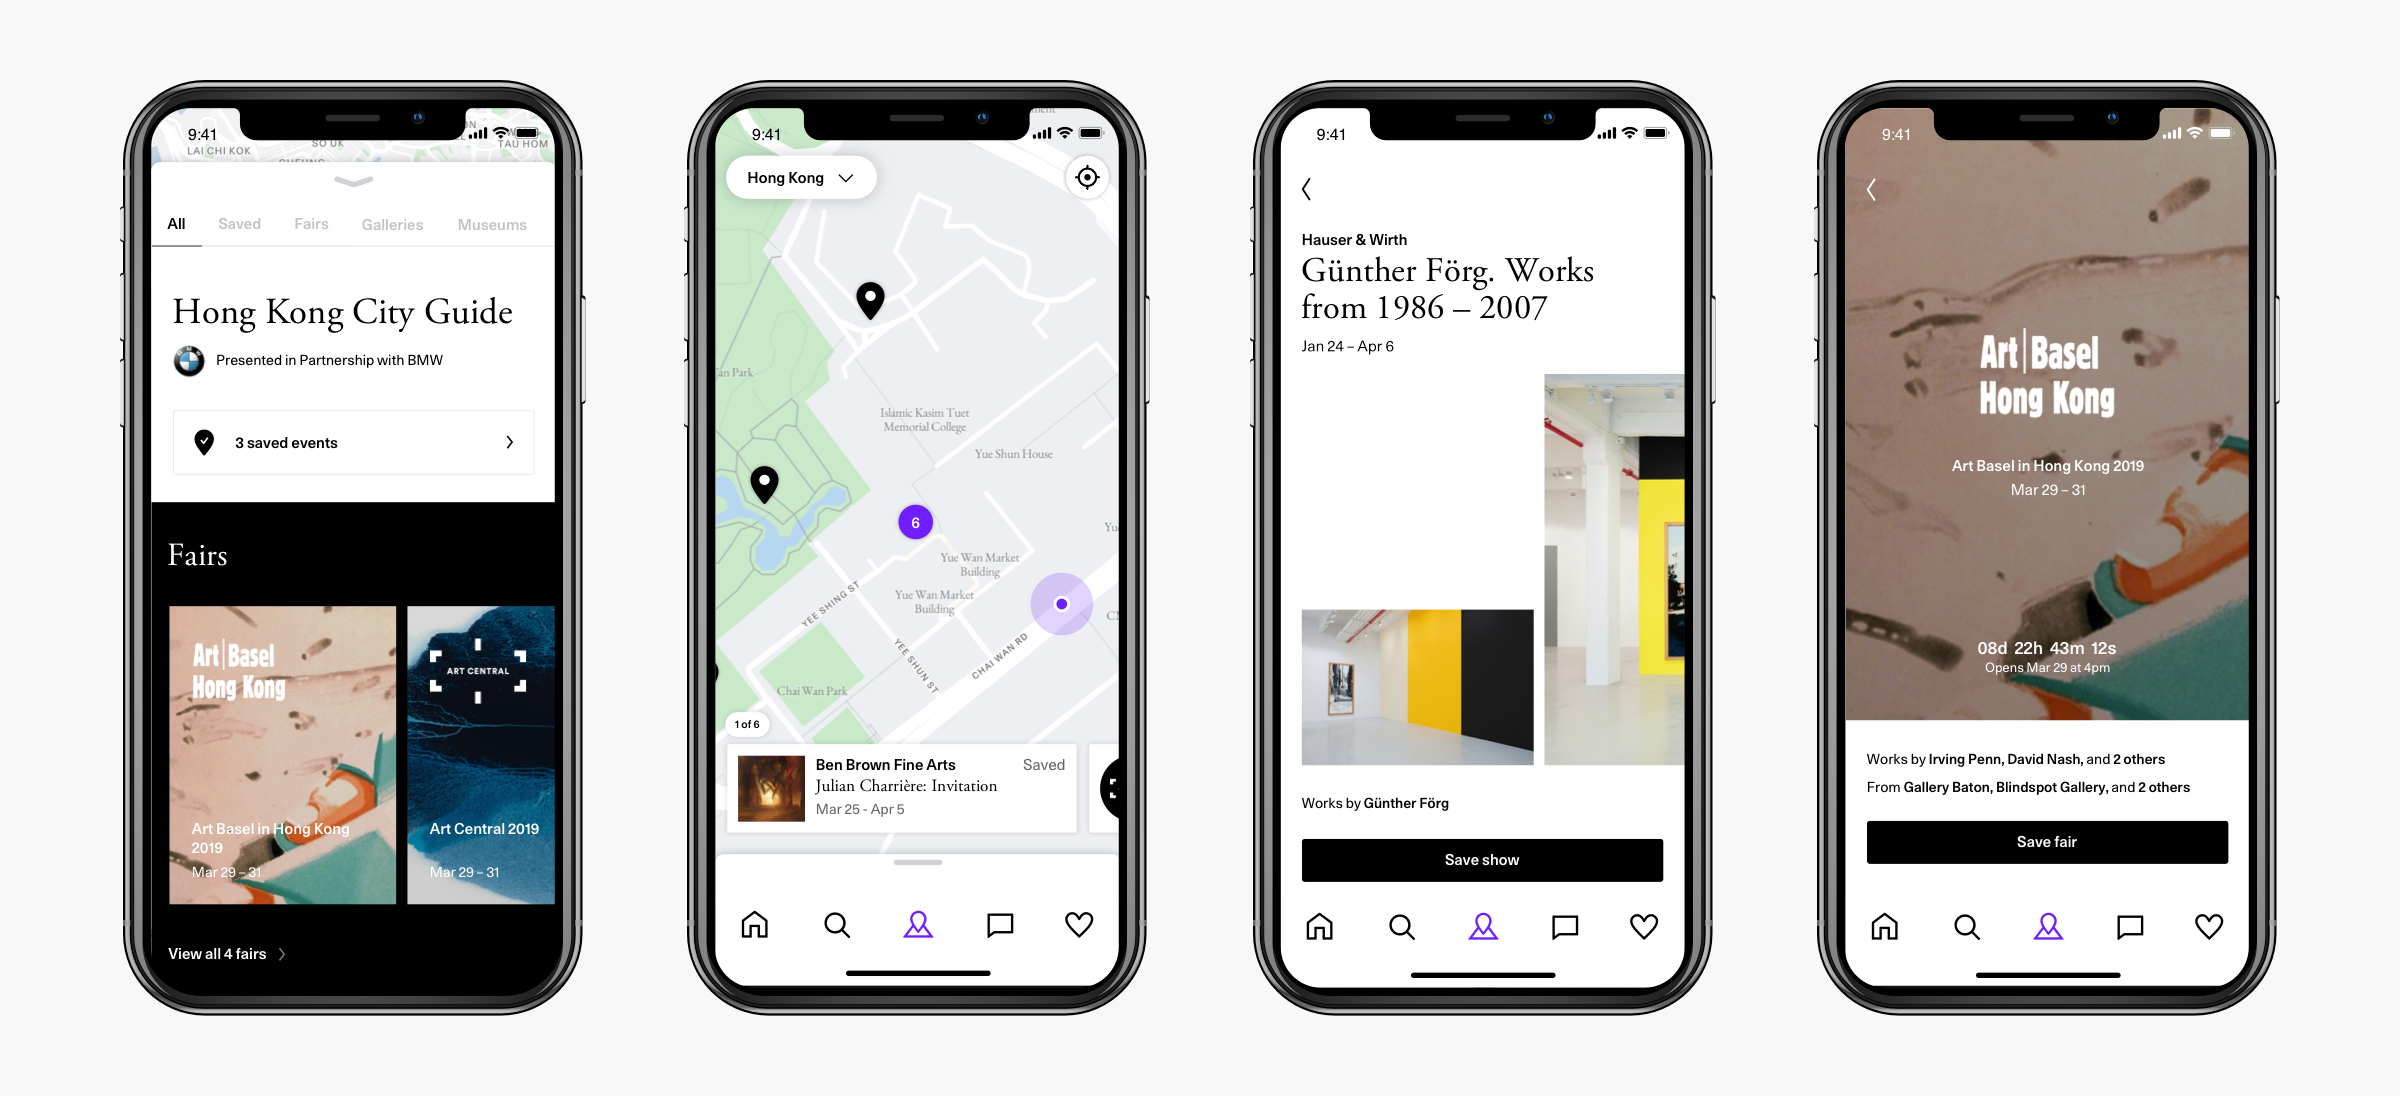 9:41
LAI CHI KOK
SO UK
TAU HOM
All
Saved
Fairs
Galleries
Museums
Hong Kong City Guide
Presented in Partnership with BMW
3 saved events
Fairs
Art Basel
Hong Kong
Art Basel in Hong Kong
2019
Mar 29 – 31
ART CENTRAL
Art Central 2019
Mar 29 – 31
View all 4 fairs
9:41
Hong Kong
Park
Islamic Kasim Tuet
Memorial College
Yue Shun House
6
Yue Wan Market
Building
Yue Wan Market
Building
YEE SHING ST
YEE SHUN ST
CHAI WAN RD
Chai Wan Park
1 of 6
Ben Brown Fine Arts
Saved
Julian Charrière: Invitation
Mar 25 - Apr 5
9:41
Hauser & Wirth
Günther Förg. Works
from 1986 – 2007
Jan 24 – Apr 6
Works by Günther Förg
Save show
9:41
Art Basel
Hong Kong
Art Basel in Hong Kong 2019
Mar 29 – 31
08d 22h 43m 12s
Opens Mar 29 at 4pm
Works by Irving Penn, David Nash, and 2 others
From Gallery Baton, Blindspot Gallery, and 2 others
Save fair